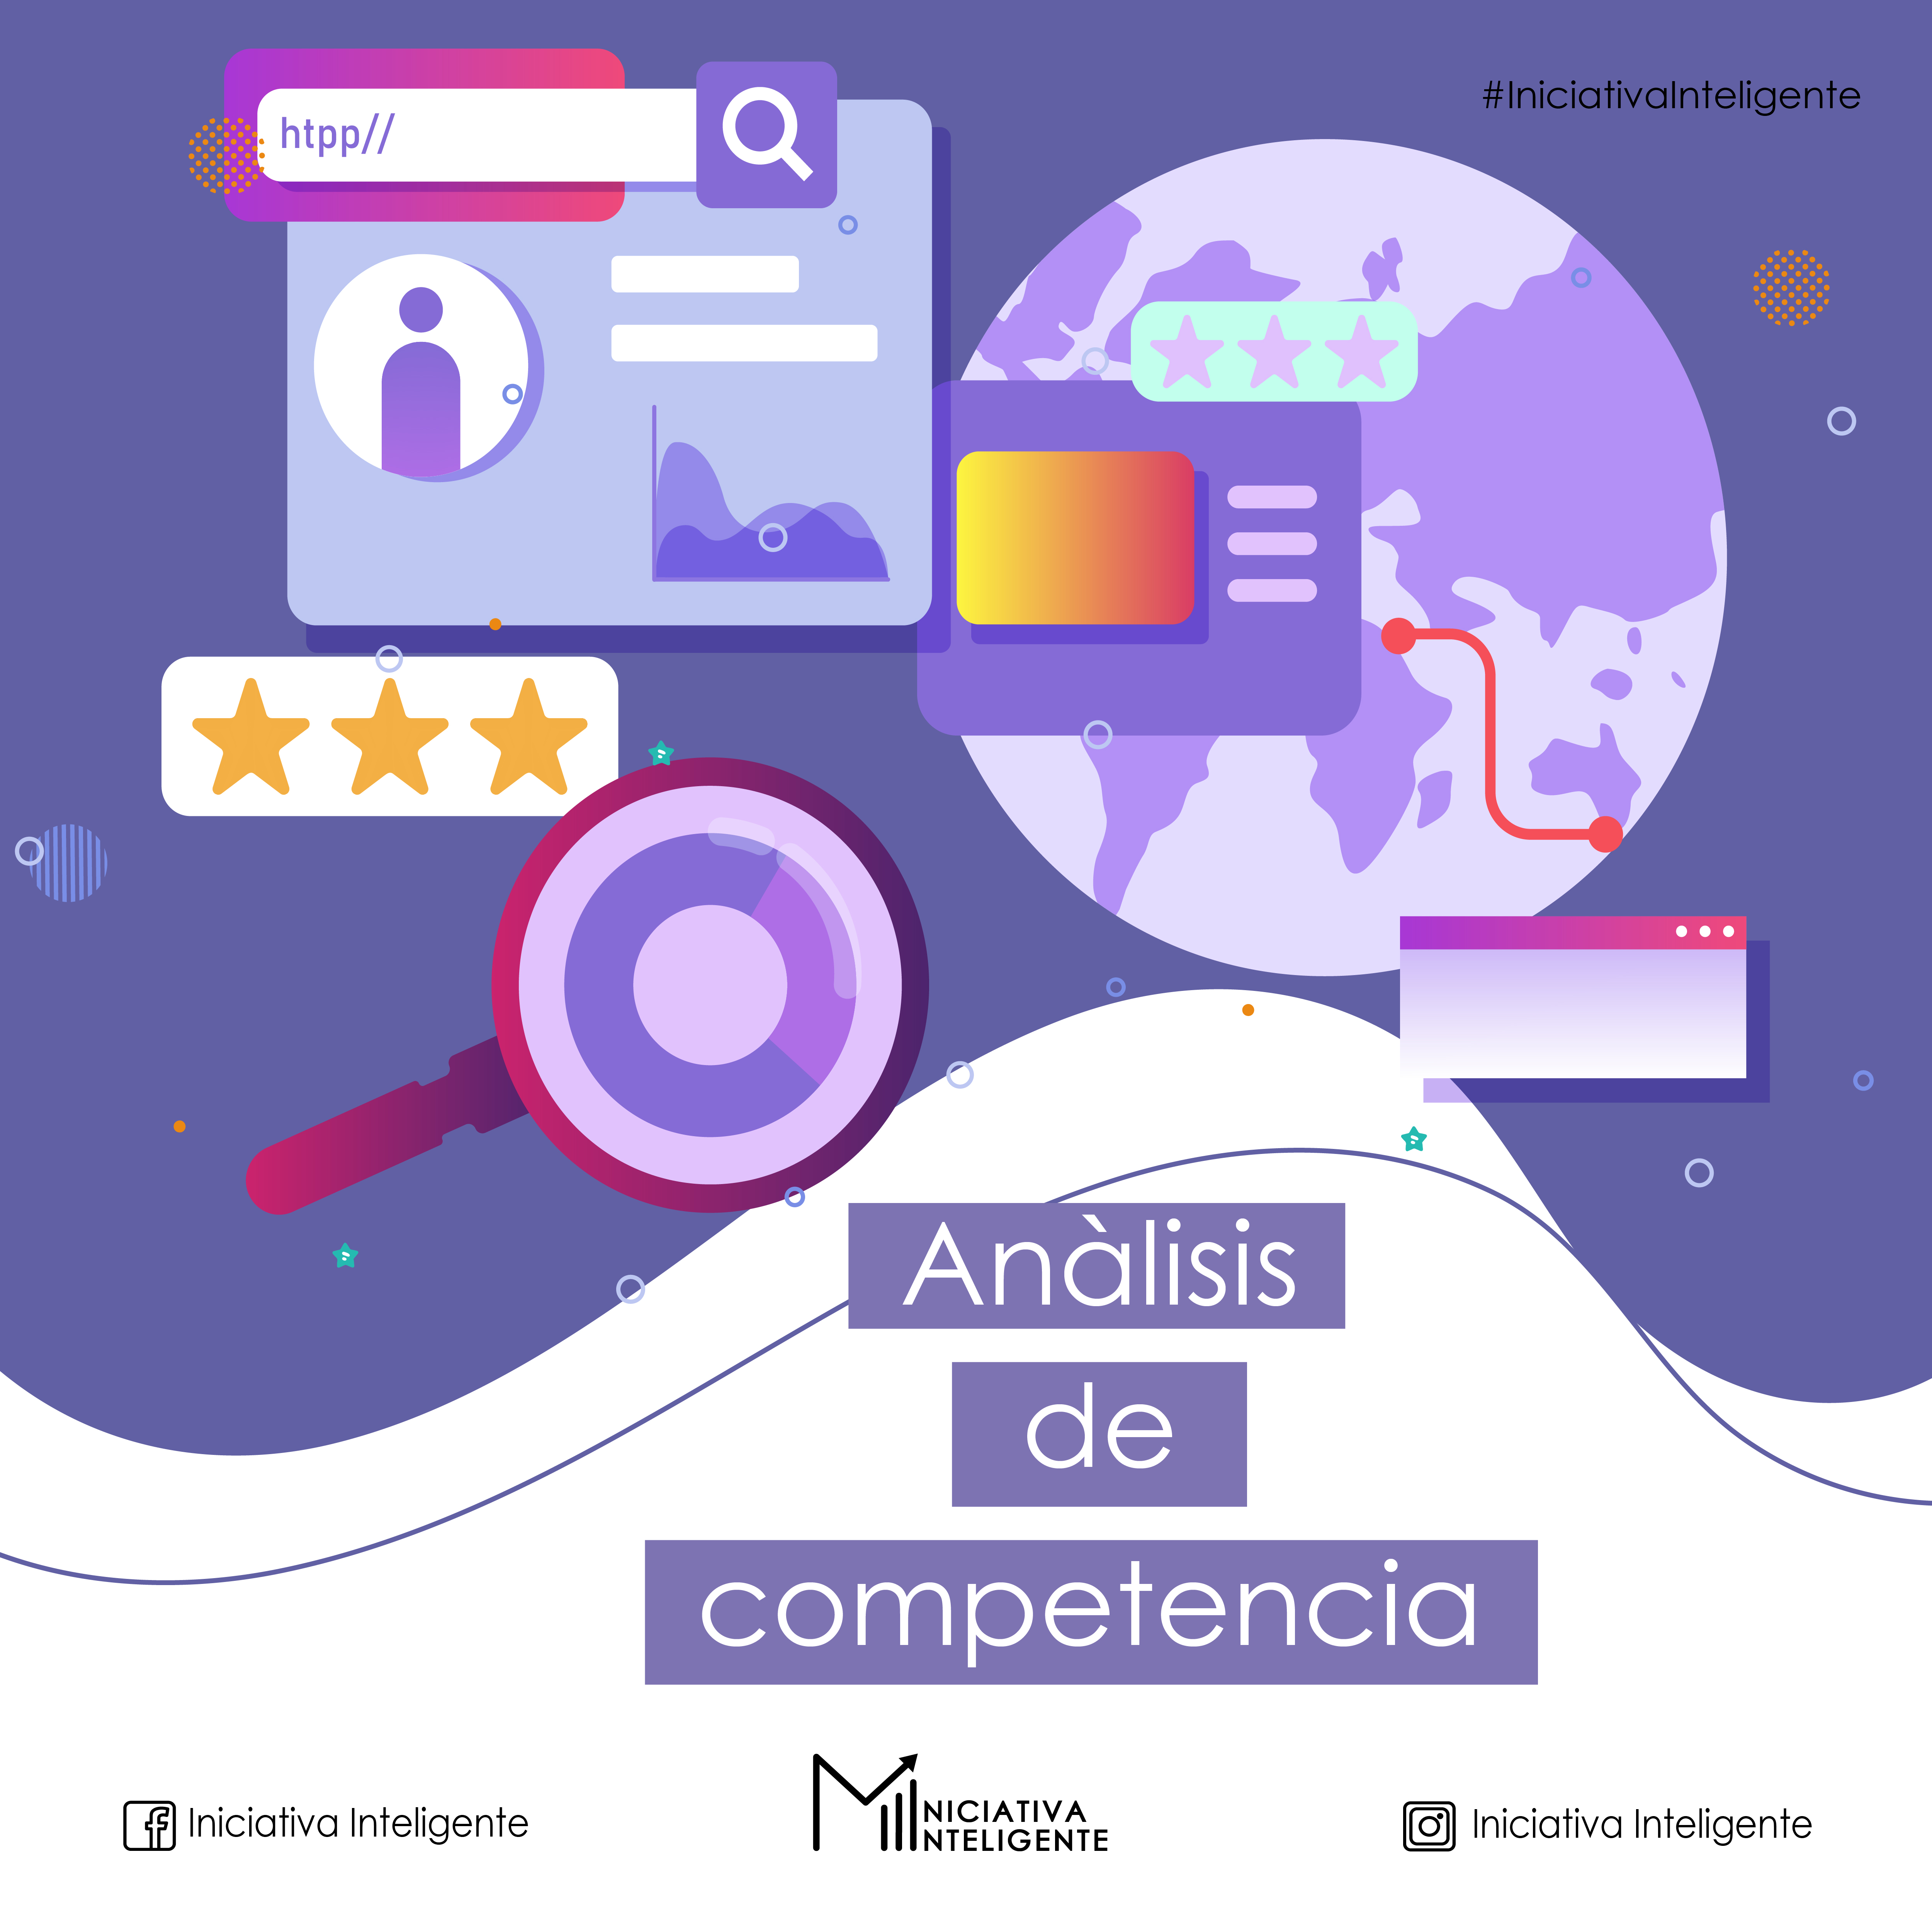 #IniciativaInteligente
htpp//
Anàlisis
de
competencia
Iniciativa Inteligente
NICIATIVA
NTELIGENTE
Iniciativa Inteligente